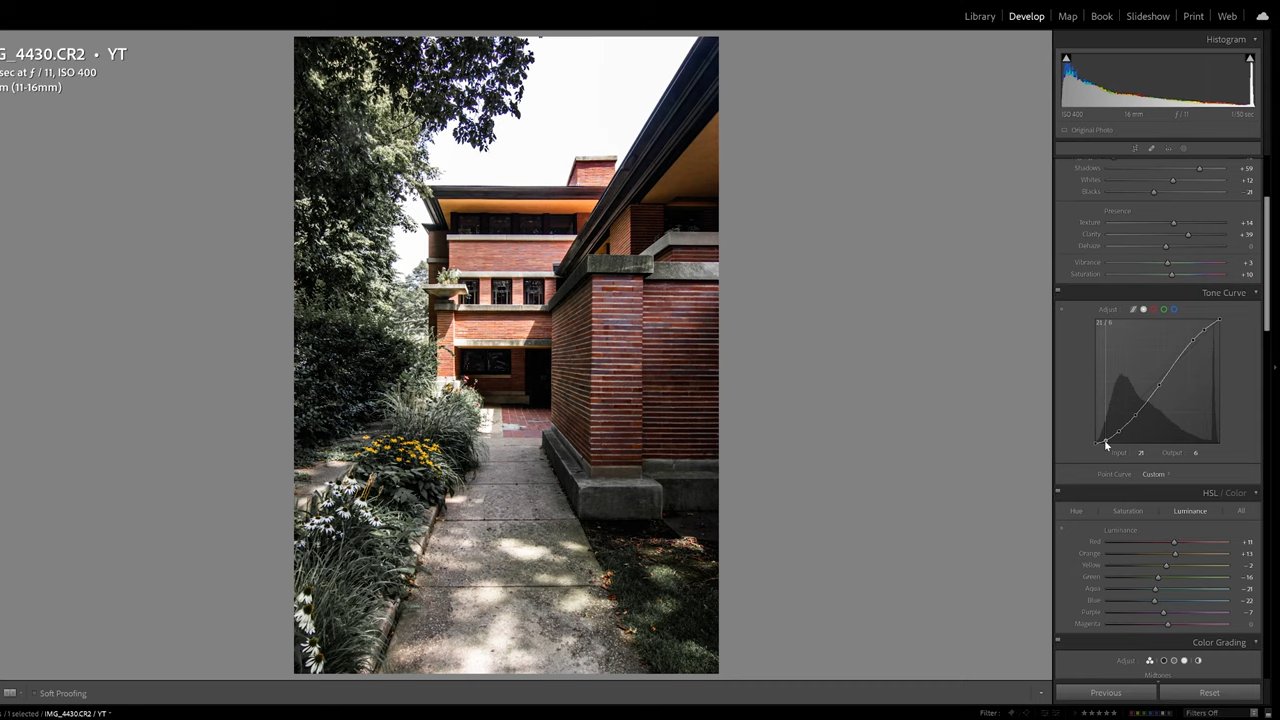 Library Develop Map Book Slideshow Print Web
G_4430.CR2 • YT
sec at ƒ / 11, ISO 400
m (11-16mm)
Histogram
ISO 400 16 mm ƒ / 11 1/50 sec
Original Photo
Shadows +59
Whites +12
Blacks -21
Presence
Texture +14
Clarity +39
Dehaze 0
Vibrance +3
Saturation +10
Tone Curve
Adjust
21 / 6
Input : 21 Output : 6
Point Curve : Custom
HSL / Color
Hue Saturation Luminance All
Luminance
Red +11
Orange +13
Yellow -2
Green -16
Aqua -21
Blue -22
Purple -7
Magenta 0
Color Grading
Adjust
Midtones
Previous Reset
Soft Proofing
/ 1 selected / IMG_4430.CR2 / YT
Filter : Filters Off